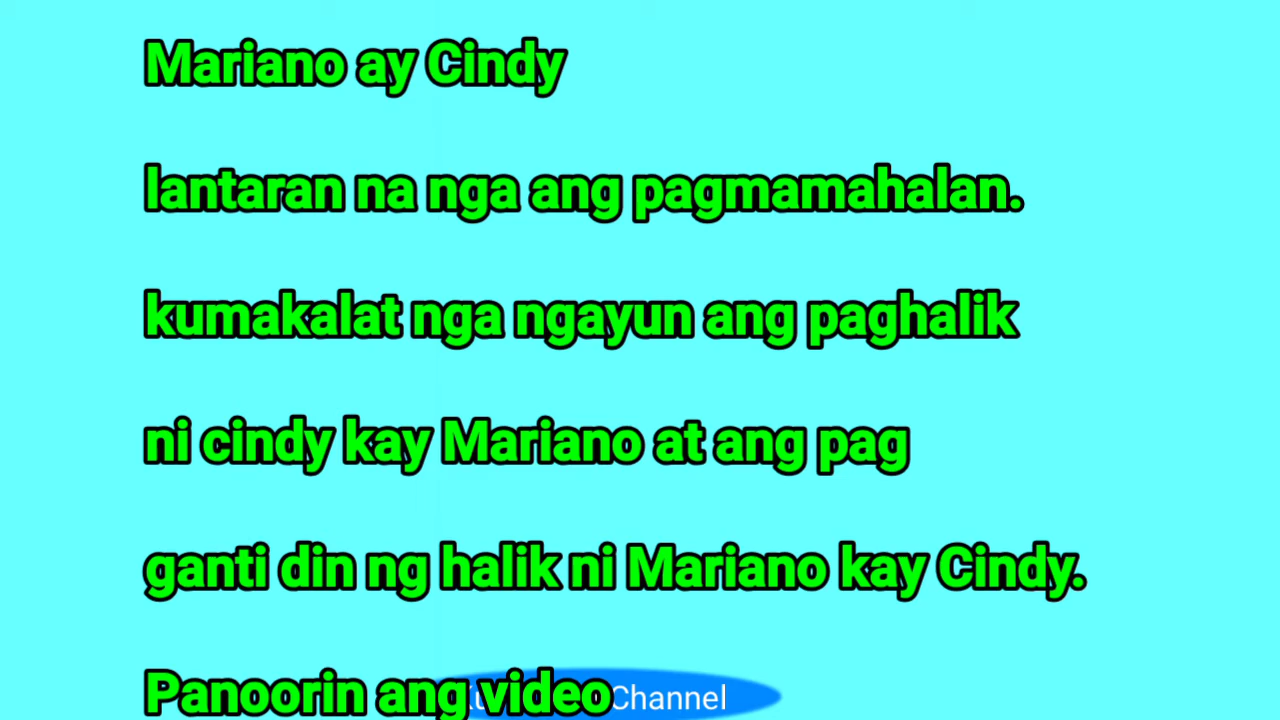 Mariano ay Cindy
lantaran na nga ang pagmamahalan.
kumakalat nga ngayun ang paghalik
ni cindy kay Mariano at ang pag
ganti din ng halik ni Mariano kay Cindy.
Panoorin ang video
Channel